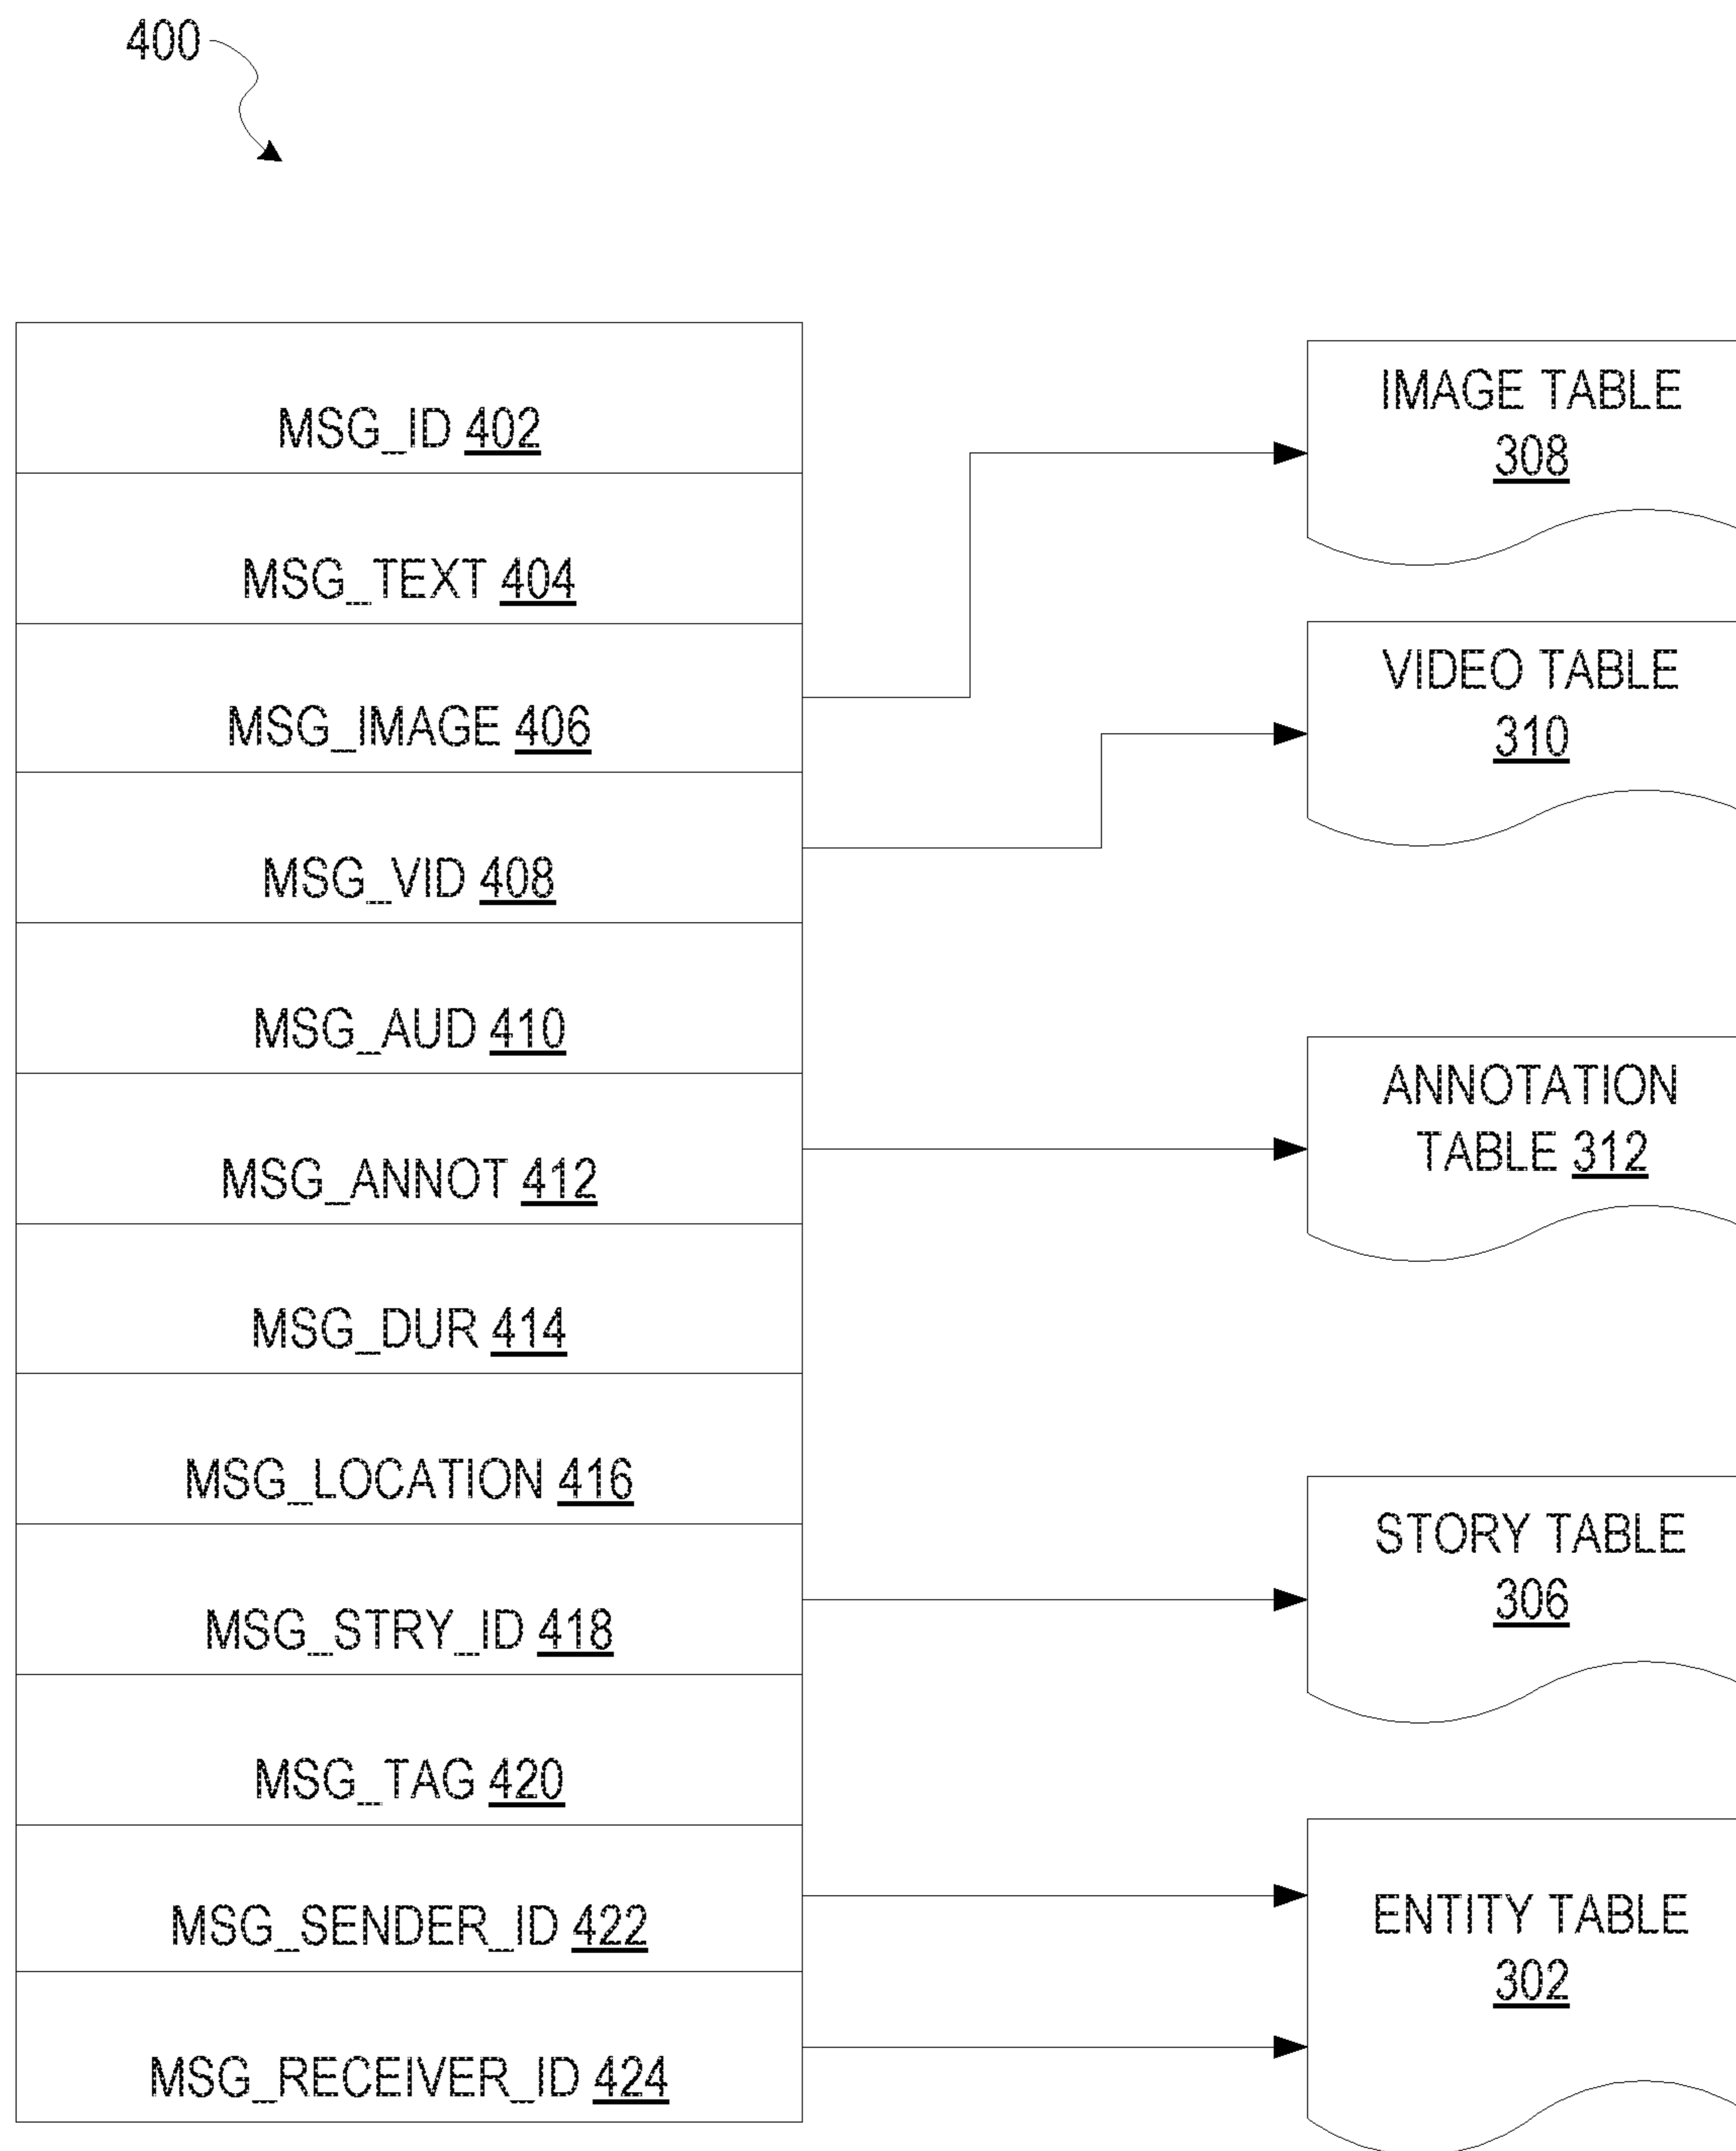 400
MSG_ID 402
MSG_TEXT 404
MSG_IMAGE 406
MSG_VID 408
MSG_AUD 410
MSG_ANNOT 412
MSG_DUR 414
MSG_LOCATION 416
MSG_STRY_ID 418
MSG_TAG 420
MSG_SENDER_ID 422
MSG_RECEIVER_ID 424
IMAGE TABLE
308
VIDEO TABLE
310
ANNOTATION
TABLE 312
STORY TABLE
306
ENTITY TABLE
302